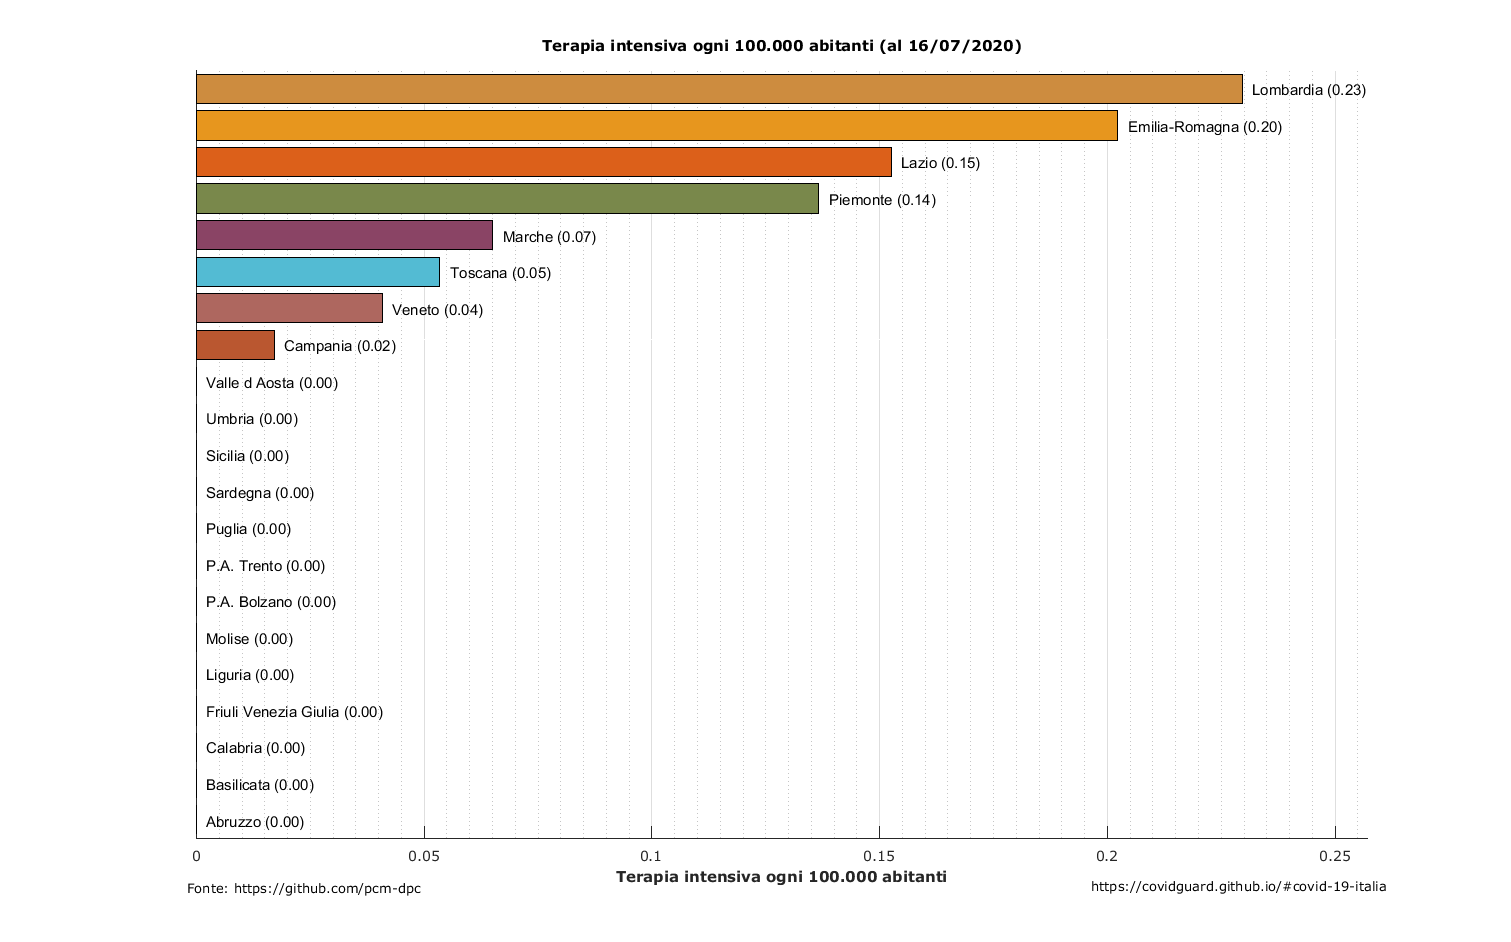 Terapia intensiva ogni 100.000 abitanti (al 16/07/2020)
Lombardia (0.23)
Emilia-Romagna (0.20)
Lazio (0.15)
Piemonte (0.14)
Marche (0.07)
Toscana (0.05)
Veneto (0.04)
Campania (0.02)
Valle d Aosta (0.00)
Umbria (0.00)
Sicilia (0.00)
Sardegna (0.00)
Puglia (0.00)
P.A. Trento (0.00)
P.A. Bolzano (0.00)
Molise (0.00)
Liguria (0.00)
Friuli Venezia Giulia (0.00)
Calabria (0.00)
Basilicata (0.00)
Abruzzo (0.00)
0 0.05 0.1 0.15 0.2 0.25
Terapia intensiva ogni 100.000 abitanti
Fonte: https://github.com/pcm-dpc
https://covidguard.github.io/#covid-19-italia